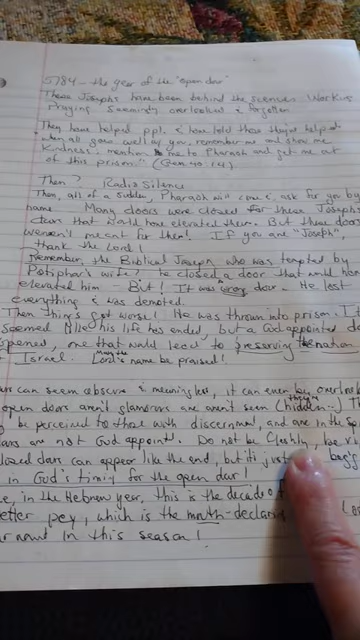 5784 - the year of the "open door"
These Josephs have been behind the scenes working
Praying seemingly overlooked & forgotten
They have helped ppl. & have told those they've helped
when all goes well w/ you, remember me and show me
kindness, mention me to Pharaoh and get me out
of this prison." (Gen 40:14).
Then? Radio Silence
Then, all of a sudden, Pharaoh will come & ask for you by
name. Many doors were closed for these Joseph's
doors that would have elevated them. But these doors
weren't meant for them! If you are "Joseph",
thank the Lord!
Remember the Biblical Joseph who was tempted by
Potiphar's wife? He closed a door that would have
elevated him - But! It was a wrong door. He lost
everything & was demoted.
Then things got worse! He was thrown into prison. It
seemed like his life has ended, but a God appointed
one that would lead to preserving the nation
Israel. May the Lord's name be praised!
can seem obscure & meaningless, it can even be
open doors aren't glamorous are aren't seen (hidden.)
be perceived to those with discernment, and are in the
are not God appoint. Do not be fleshly, be
closed doors can appear like the end, but it's just
in God's timing for the open door!
in the Hebrew year, this is the decade of
letter pey, which is the mouth-
in this season!